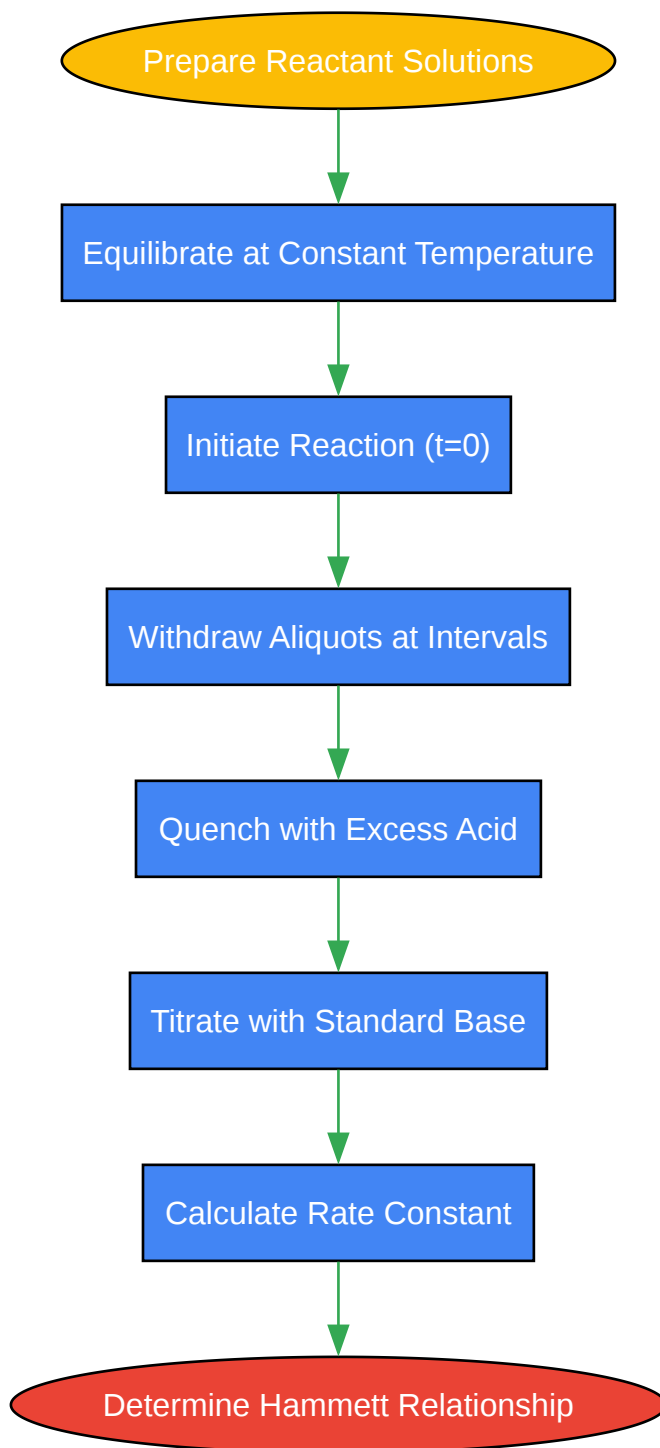 Prepare Reactant Solutions
Equilibrate at Constant Temperature
Initiate Reaction (t=0)
Withdraw Aliquots at Intervals
Quench with Excess Acid
Titrate with Standard Base
Calculate Rate Constant
Determine Hammett Relationship